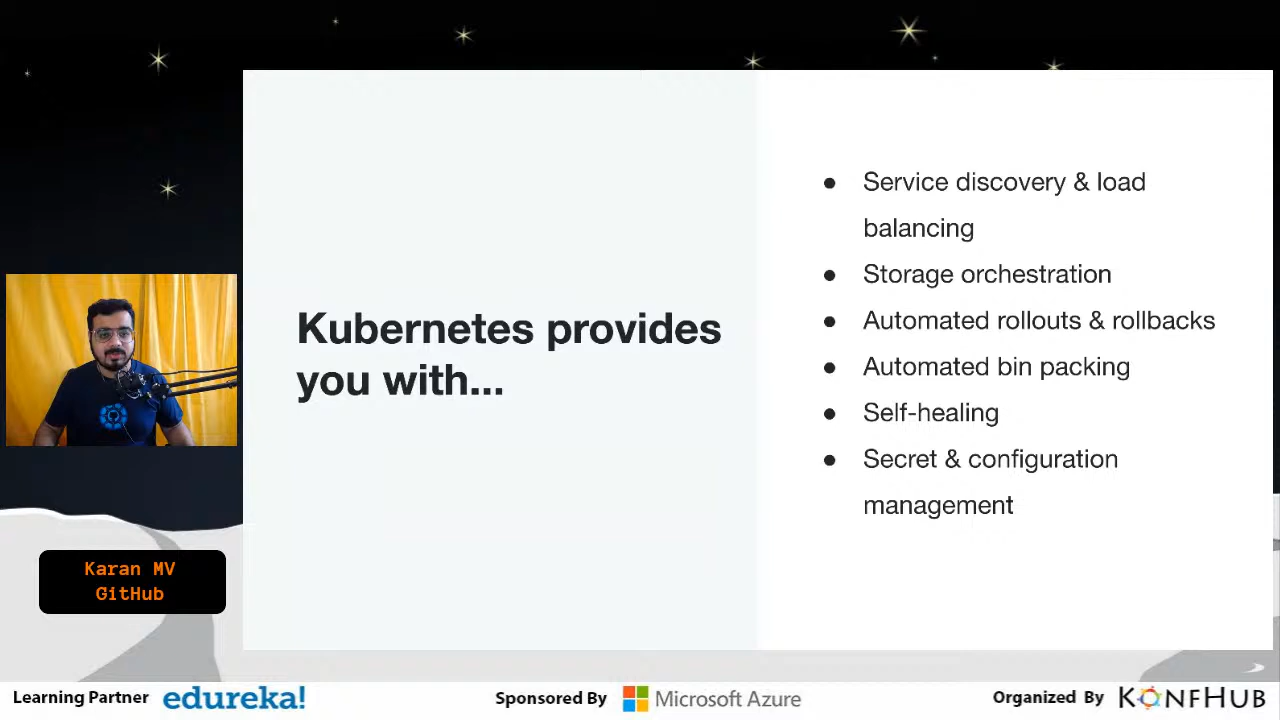 Kubernetes provides
you with...
● Service discovery & load
balancing
● Storage orchestration
● Automated rollouts & rollbacks
● Automated bin packing
● Self-healing
● Secret & configuration
management
Karan MV
GitHub
Learning Partner edureka!
Sponsored By Microsoft Azure
Organized By KONFHUB